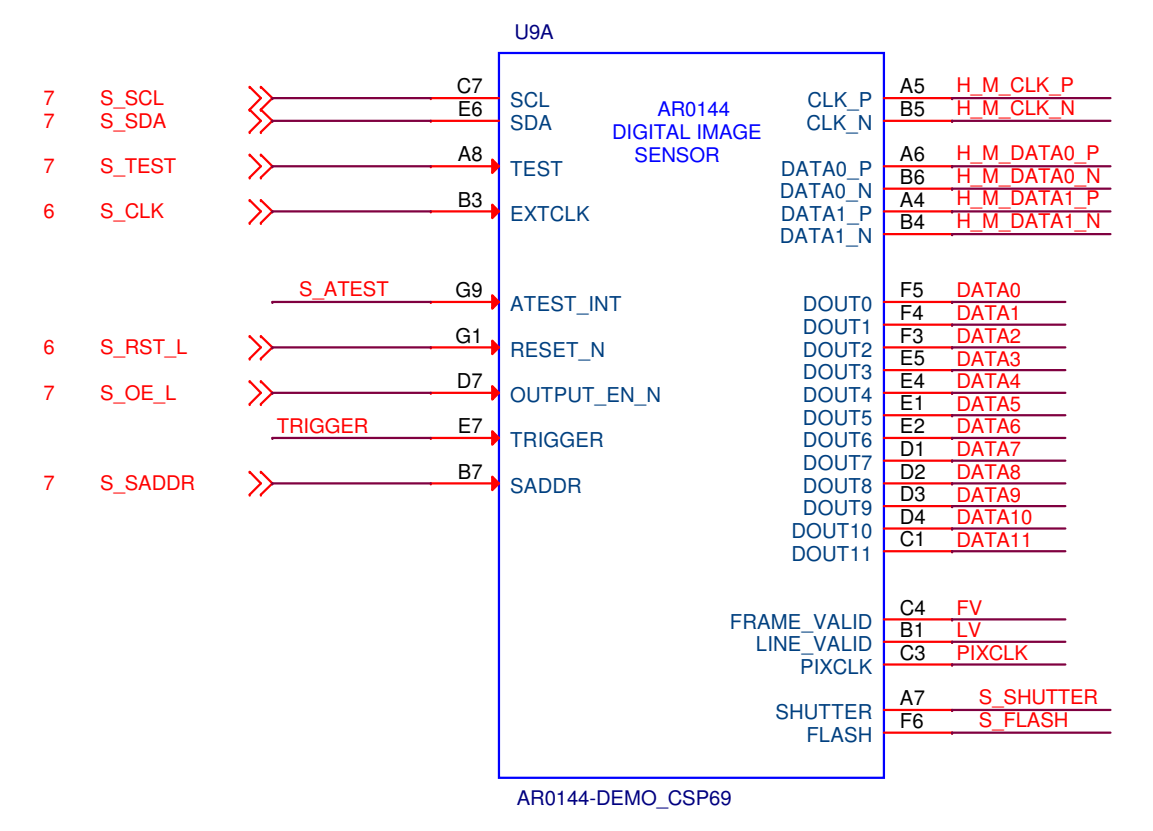 U9A
7 S_SCL C7 SCL
7 S_SDA E6 SDA
7 S_TEST A8 TEST
6 S_CLK B3 EXTCLK
S_ATEST G9 ATEST_INT
6 S_RST_L G1 RESET_N
7 S_OE_L D7 OUTPUT_EN_N
TRIGGER E7 TRIGGER
7 S_SADDR B7 SADDR
AR0144
DIGITAL IMAGE
SENSOR
CLK_P A5 H_M_CLK_P
CLK_N B5 H_M_CLK_N
DATA0_P A6 H_M_DATA0_P
DATA0_N B6 H_M_DATA0_N
DATA1_P A4 H_M_DATA1_P
DATA1_N B4 H_M_DATA1_N
DOUT0 F5 DATA0
DOUT1 F4 DATA1
DOUT2 F3 DATA2
DOUT3 E5 DATA3
DOUT4 E4 DATA4
DOUT5 E1 DATA5
DOUT6 E2 DATA6
DOUT7 D1 DATA7
DOUT8 D2 DATA8
DOUT9 D3 DATA9
DOUT10 D4 DATA10
DOUT11 C1 DATA11
FRAME_VALID C4 FV
LINE_VALID B1 LV
PIXCLK C3 PIXCLK
SHUTTER A7 S_SHUTTER
FLASH F6 S_FLASH
AR0144-DEMO_CSP69